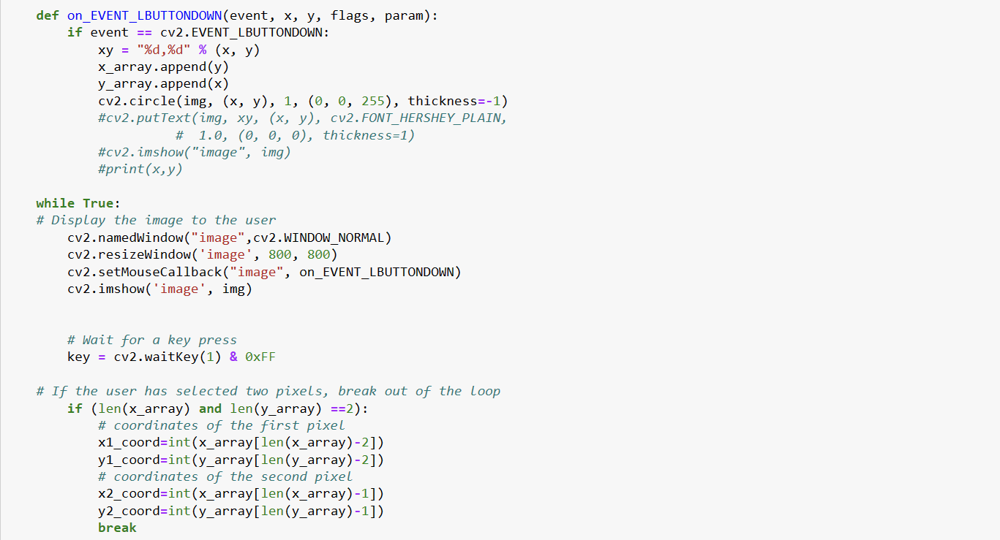 def on_EVENT_LBUTTONDOWN(event, x, y, flags, param):
    if event == cv2.EVENT_LBUTTONDOWN:
        xy = "%d,%d" % (x, y)
        x_array.append(y)
        y_array.append(x)
        cv2.circle(img, (x, y), 1, (0, 0, 255), thickness=-1)
        #cv2.putText(img, xy, (x, y), cv2.FONT_HERSHEY_PLAIN,
                  #  1.0, (0, 0, 0), thickness=1)
        #cv2.imshow("image", img)
        #print(x,y)

while True:
# Display the image to the user
    cv2.namedWindow("image",cv2.WINDOW_NORMAL)
    cv2.resizeWindow('image', 800, 800)
    cv2.setMouseCallback("image", on_EVENT_LBUTTONDOWN)
    cv2.imshow('image', img)


    # Wait for a key press
    key = cv2.waitKey(1) & 0xFF

# If the user has selected two pixels, break out of the loop
    if (len(x_array) and len(y_array) ==2):
        # coordinates of the first pixel
        x1_coord=int(x_array[len(x_array)-2])
        y1_coord=int(y_array[len(y_array)-2])
        # coordinates of the second pixel
        x2_coord=int(x_array[len(x_array)-1])
        y2_coord=int(y_array[len(y_array)-1])
        break